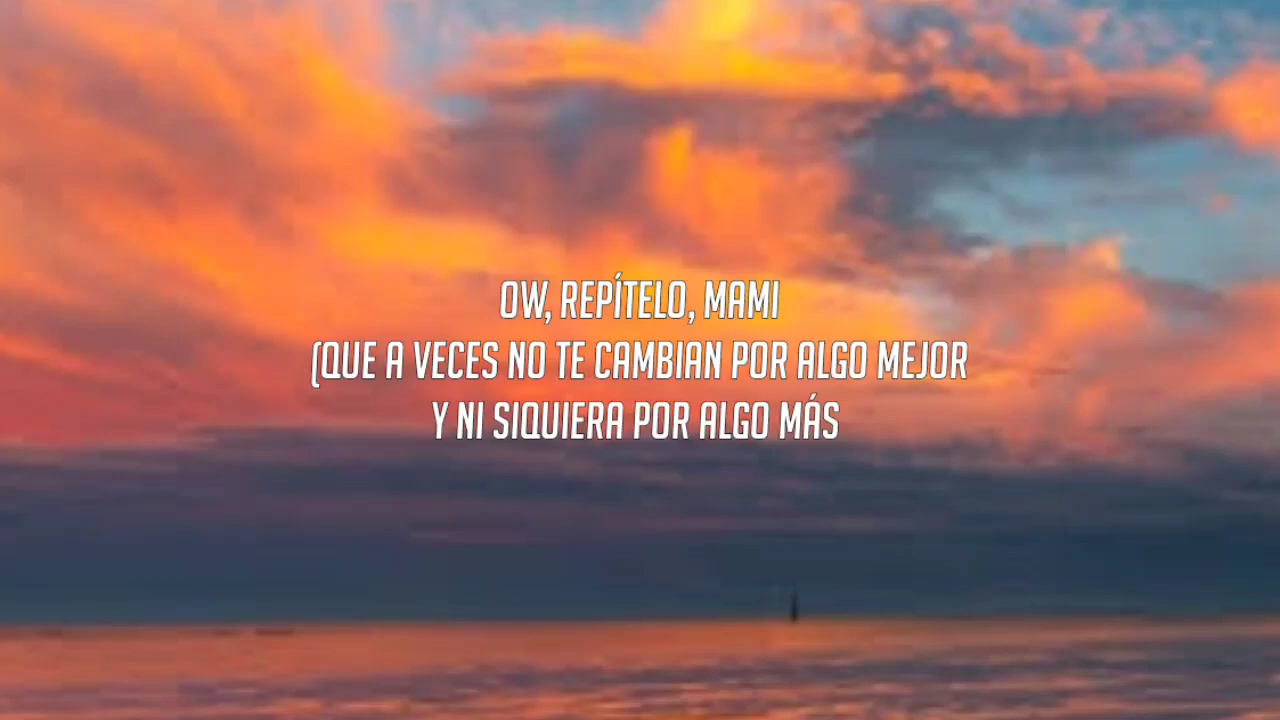 OW, REPÍTELO, MAMI
(QUE A VECES NO TE CAMBIAN POR ALGO MEJOR
Y NI SIQUIERA POR ALGO MÁS